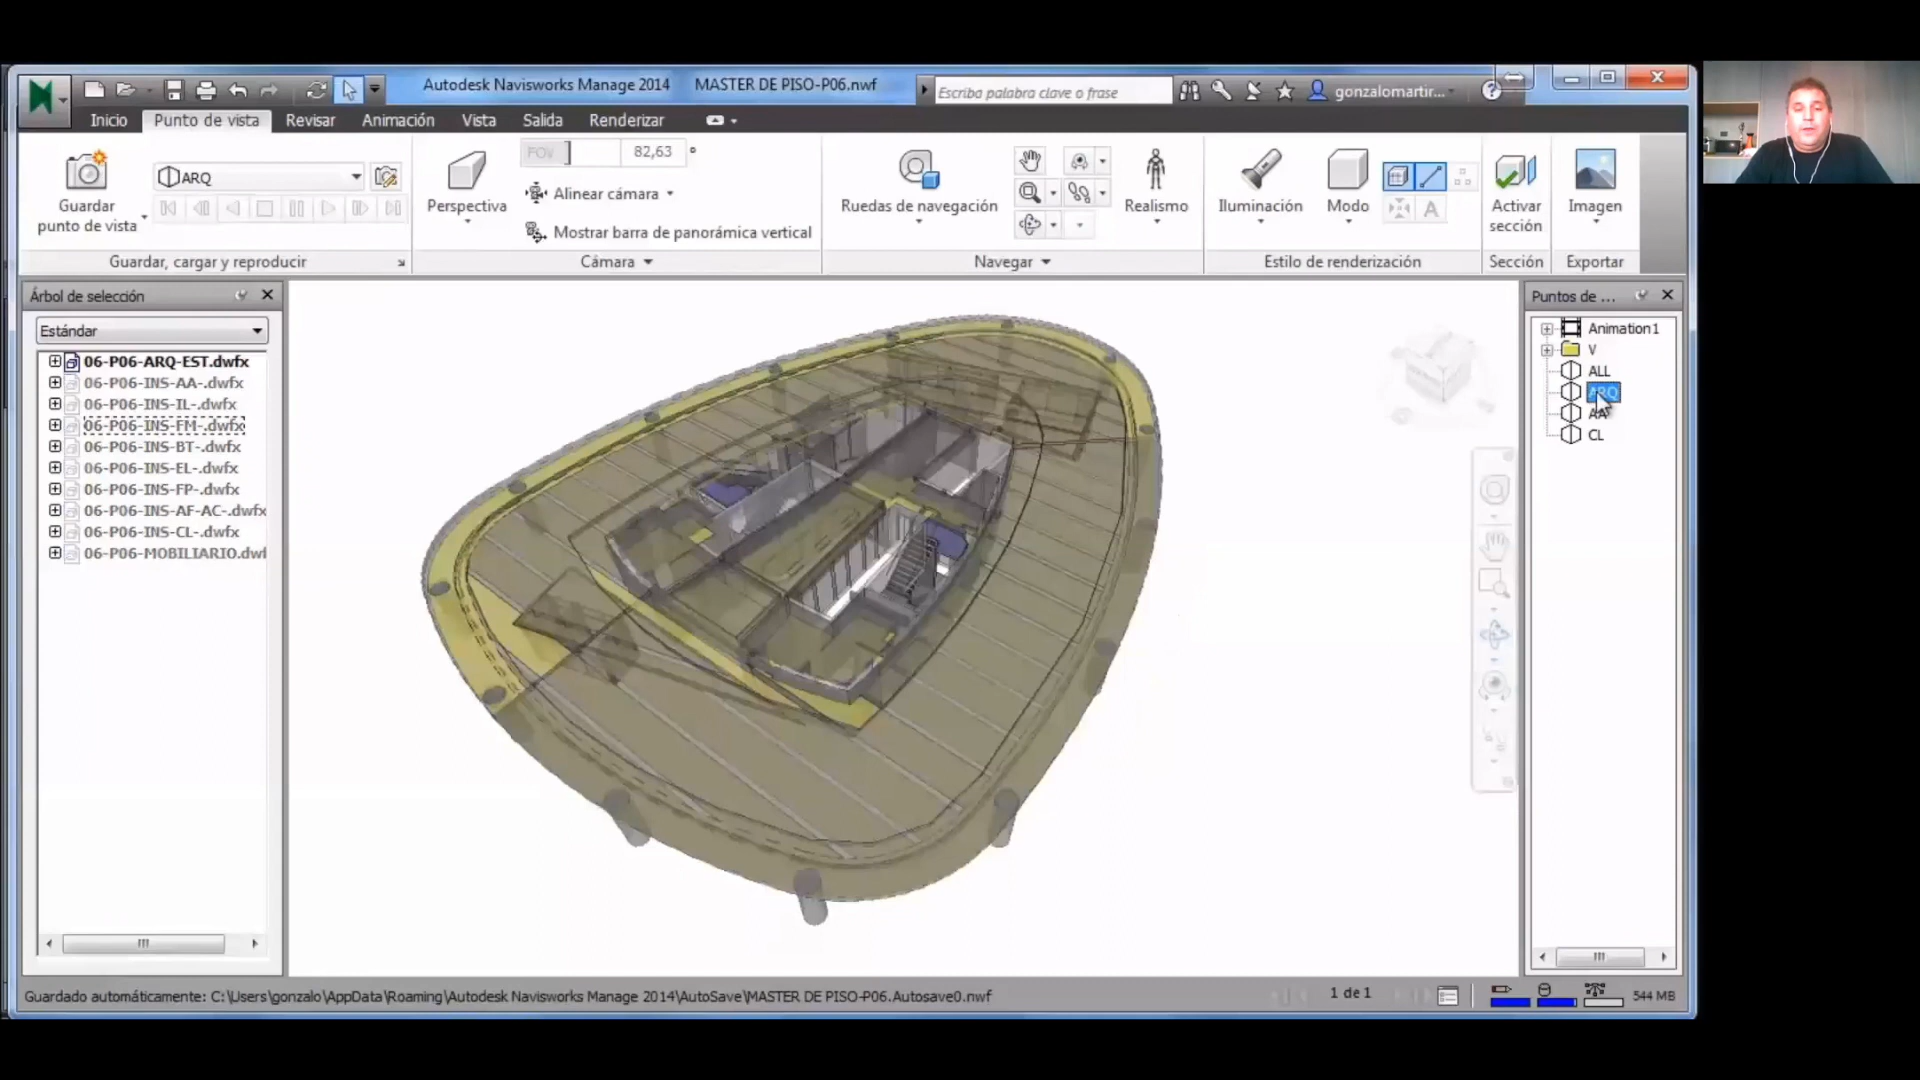 Autodesk Navisworks Manage 2014 MASTER DE PISO-P06.nwf
Escriba palabra clave o frase
gonzalomartir...
Inicio Punto de vista Revisar Animación Vista Salida Renderizar
Guardar
punto de vista
ARQ
Guardar, cargar y reproducir
Perspectiva
FOV 82,63 °
Alinear cámara
Mostrar barra de panorámica vertical
Cámara
Ruedas de navegación
Realismo
Navegar
Iluminación
Modo
A
Estilo de renderización
Activar
sección
Sección
Imagen
Exportar
Árbol de selección
Estándar
06-P06-ARQ-EST.dwfx
06-P06-INS-AA-.dwfx
06-P06-INS-IL-.dwfx
06-P06-INS-FM-.dwfx
06-P06-INS-BT-.dwfx
06-P06-INS-EL-.dwfx
06-P06-INS-FP-.dwfx
06-P06-INS-AF-AC-.dwfx
06-P06-INS-CL-.dwfx
06-P06-MOBILIARIO.dwf
Puntos de ...
Animation1
V
ALL
ARQ
AA
CL
Guardado automáticamente: C:\Users\gonzalo\AppData\Roaming\Autodesk Navisworks Manage 2014\AutoSave\MASTER DE PISO-P06.Autosave0.nwf
1 de 1
544 MB